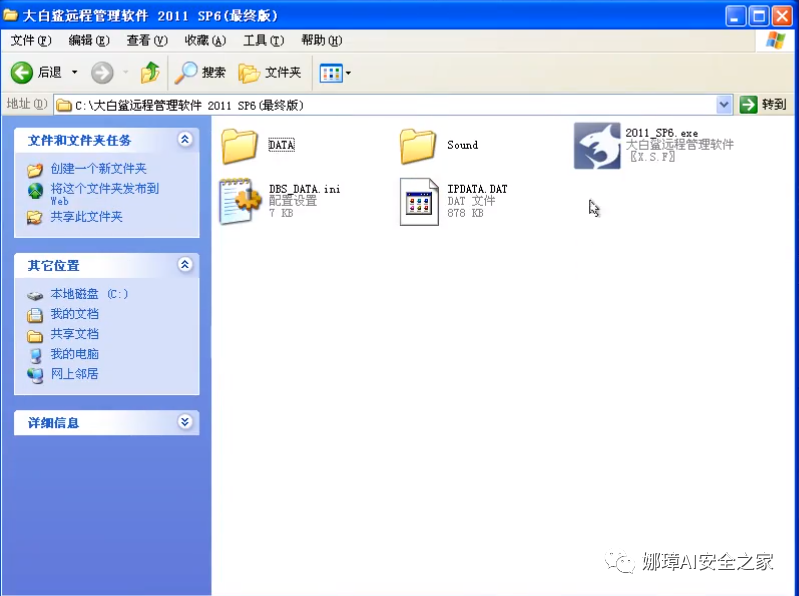 大白鲨远程管理软件 2011 SP6(最终版)
文件(F) 编辑(E) 查看(V) 收藏(A) 工具(T) 帮助(H)
后退 搜索 文件夹
地址(D) C:\大白鲨远程管理软件 2011 SP6(最终版) 转到
文件和文件夹任务
创建一个新文件夹
将这个文件夹发布到
Web
共享此文件夹
其它位置
本地磁盘 (C:)
我的文档
共享文档
我的电脑
网上邻居
详细信息
DATA
Sound
2011_SP6.exe
大白鲨远程管理软件
【X.S.F】
DBS_DATA.ini
配置设置
7 KB
IPDATA.DAT
DAT 文件
878 KB
娜璋AI安全之家